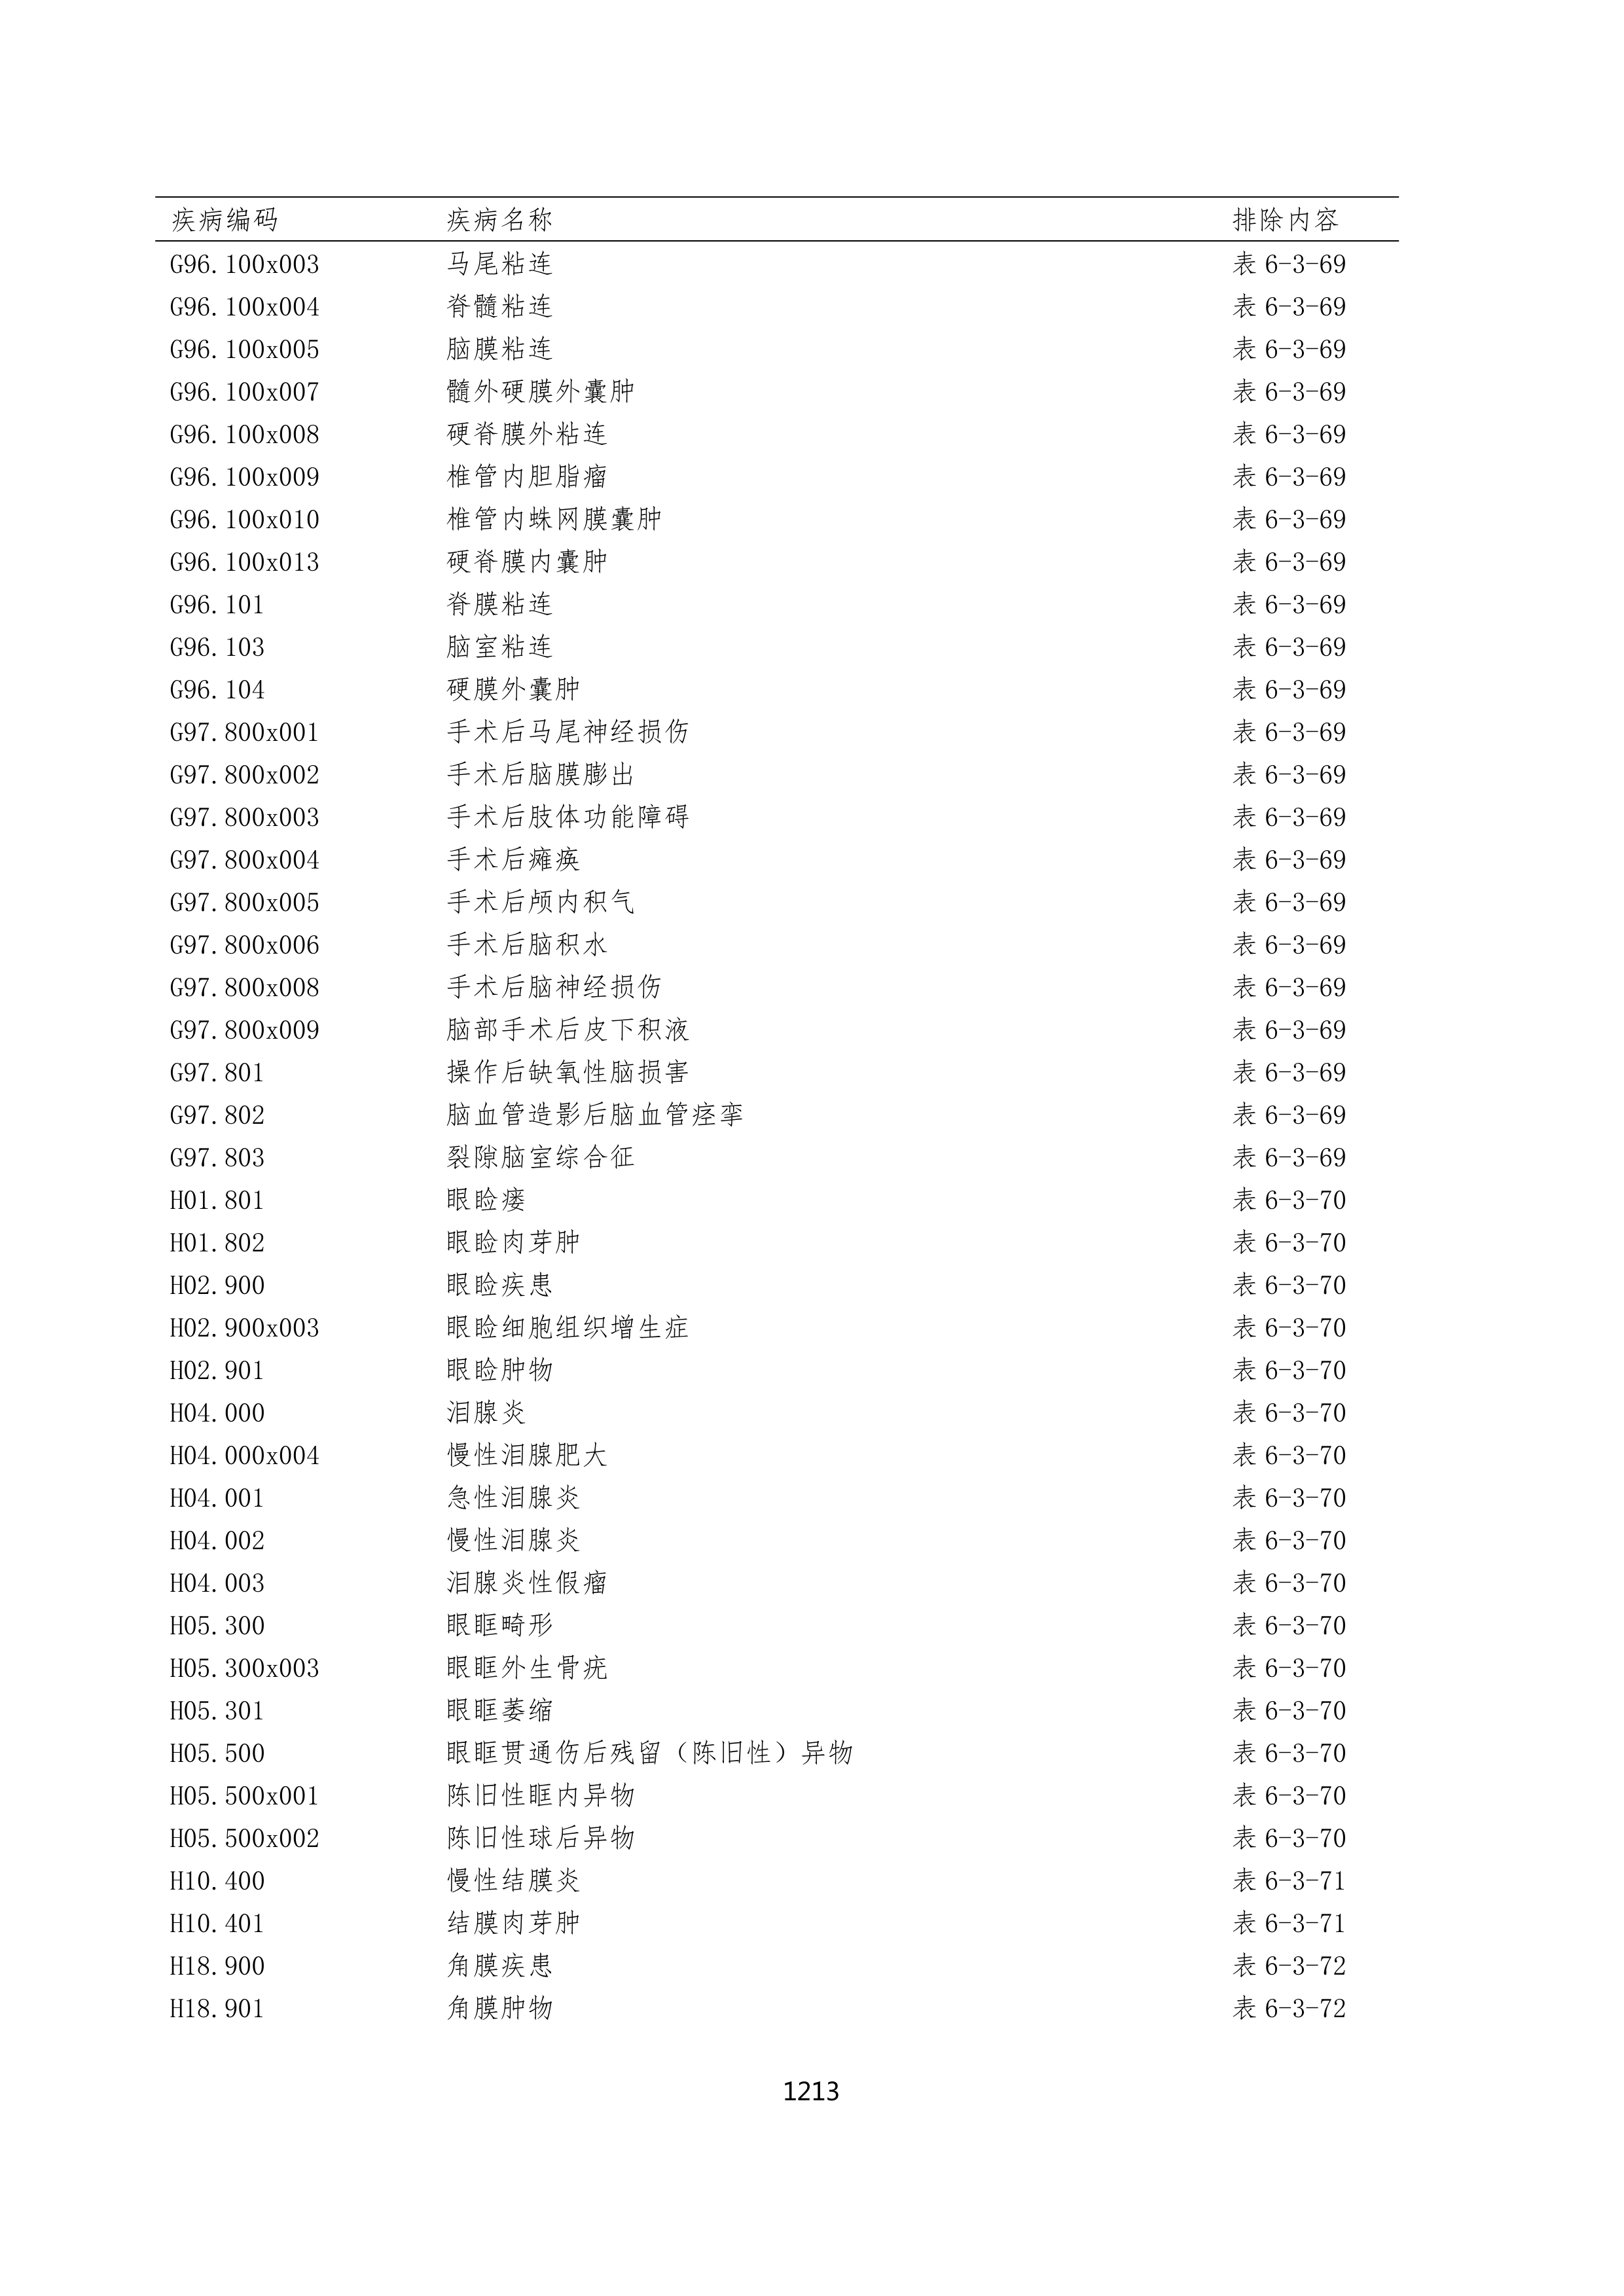 疾病编码 疾病名称 排除内容
G96.100x003 马尾粘连 表 6-3-69
G96.100x004 脊髓粘连 表 6-3-69
G96.100x005 脑膜粘连 表 6-3-69
G96.100x007 髓外硬膜外囊肿 表 6-3-69
G96.100x008 硬脊膜外粘连 表 6-3-69
G96.100x009 椎管内胆脂瘤 表 6-3-69
G96.100x010 椎管内蛛网膜囊肿 表 6-3-69
G96.100x013 硬脊膜内囊肿 表 6-3-69
G96.101 脊膜粘连 表 6-3-69
G96.103 脑室粘连 表 6-3-69
G96.104 硬膜外囊肿 表 6-3-69
G97.800x001 手术后马尾神经损伤 表 6-3-69
G97.800x002 手术后脑膜膨出 表 6-3-69
G97.800x003 手术后肢体功能障碍 表 6-3-69
G97.800x004 手术后瘫痪 表 6-3-69
G97.800x005 手术后颅内积气 表 6-3-69
G97.800x006 手术后脑积水 表 6-3-69
G97.800x008 手术后脑神经损伤 表 6-3-69
G97.800x009 脑部手术后皮下积液 表 6-3-69
G97.801 操作后缺氧性脑损害 表 6-3-69
G97.802 脑血管造影后脑血管痉挛 表 6-3-69
G97.803 裂隙脑室综合征 表 6-3-69
H01.801 眼睑瘘 表 6-3-70
H01.802 眼睑肉芽肿 表 6-3-70
H02.900 眼睑疾患 表 6-3-70
H02.900x003 眼睑细胞组织增生症 表 6-3-70
H02.901 眼睑肿物 表 6-3-70
H04.000 泪腺炎 表 6-3-70
H04.000x004 慢性泪腺肥大 表 6-3-70
H04.001 急性泪腺炎 表 6-3-70
H04.002 慢性泪腺炎 表 6-3-70
H04.003 泪腺炎性假瘤 表 6-3-70
H05.300 眼眶畸形 表 6-3-70
H05.300x003 眼眶外生骨疣 表 6-3-70
H05.301 眼眶萎缩 表 6-3-70
H05.500 眼眶贯通伤后残留（陈旧性）异物 表 6-3-70
H05.500x001 陈旧性眶内异物 表 6-3-70
H05.500x002 陈旧性球后异物 表 6-3-70
H10.400 慢性结膜炎 表 6-3-71
H10.401 结膜肉芽肿 表 6-3-71
H18.900 角膜疾患 表 6-3-72
H18.901 角膜肿物 表 6-3-72
1213